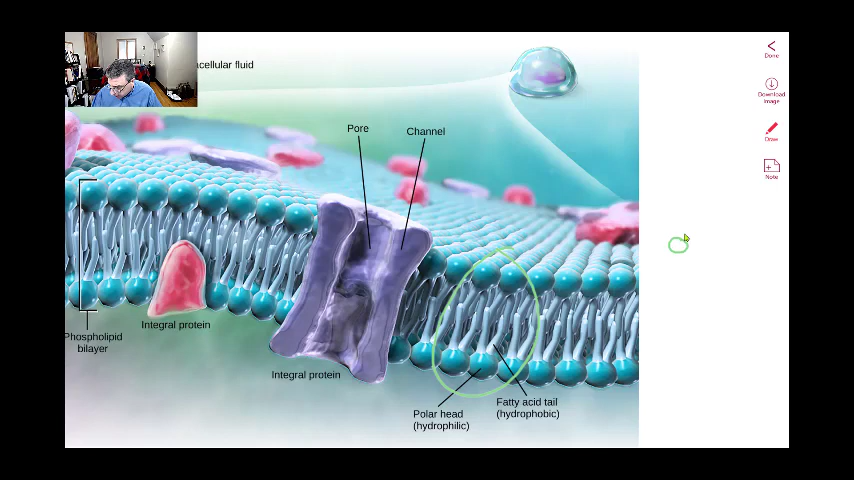 acellular fluid
Pore
Channel
Integral protein
Phospholipid
bilayer
Integral protein
Polar head
(hydrophilic)
Fatty acid tail
(hydrophobic)
Done
Download
Image
Draw
Note